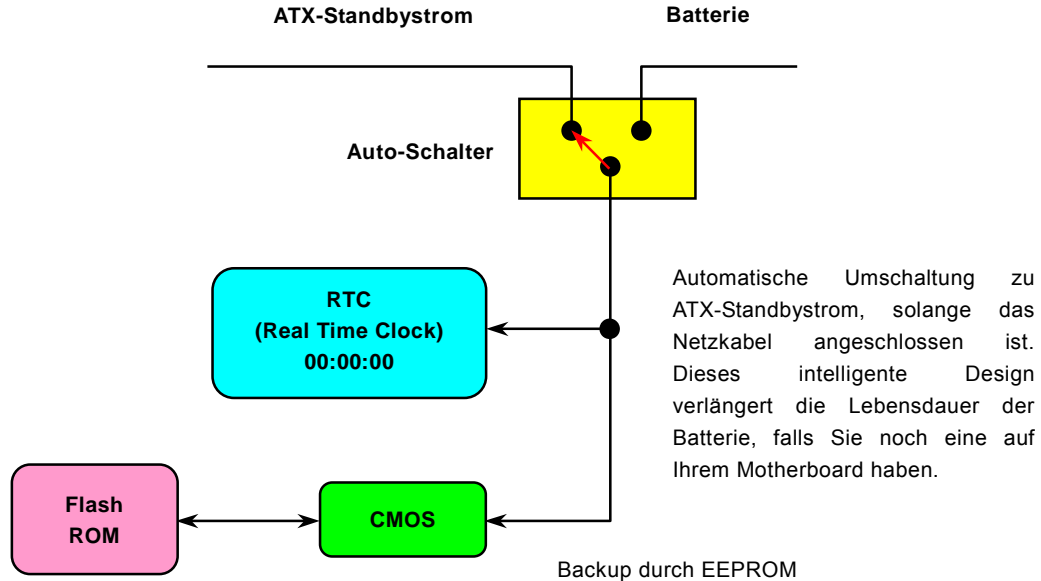 ATX-Standbystrom
Batterie
Auto-Schalter
RTC
(Real Time Clock)
00:00:00
Automatische Umschaltung zu
ATX-Standbystrom, solange das
Netzkabel angeschlossen ist.
Dieses intelligente Design
verlängert die Lebensdauer der
Batterie, falls Sie noch eine auf
Ihrem Motherboard haben.
Flash
ROM
CMOS
Backup durch EEPROM